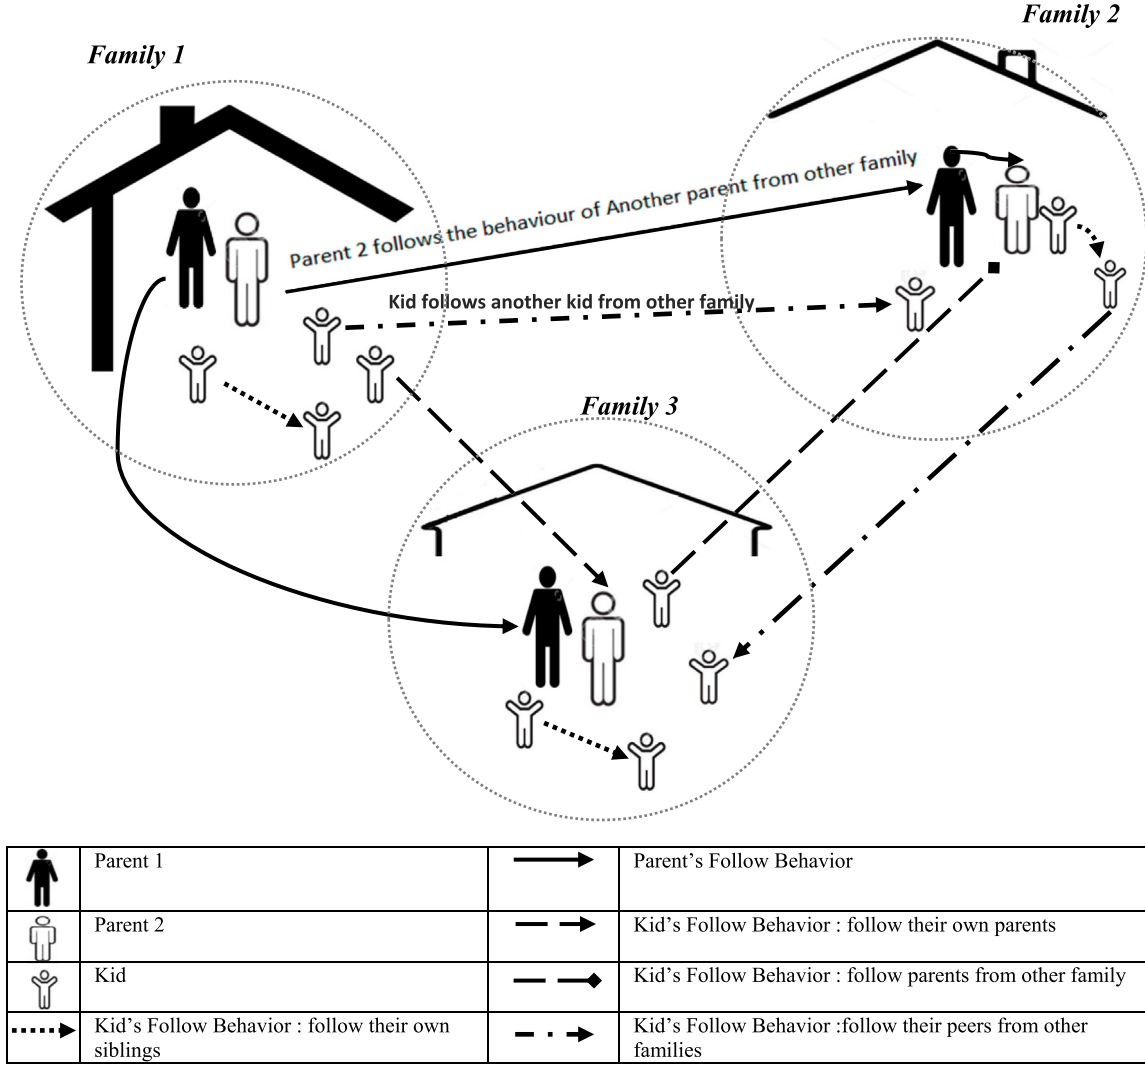 Family 2
Family 1
Parent 2 follows the behaviour of Another parent from other family
Kid follows another kid from other family
Family 3
Parent 1
Parent's Follow Behavior
Parent 2
Kid's Follow Behavior : follow their own parents
Kid
Kid's Follow Behavior : follow parents from other family
Kid's Follow Behavior : follow their own
siblings
Kid's Follow Behavior :follow their peers from other
families